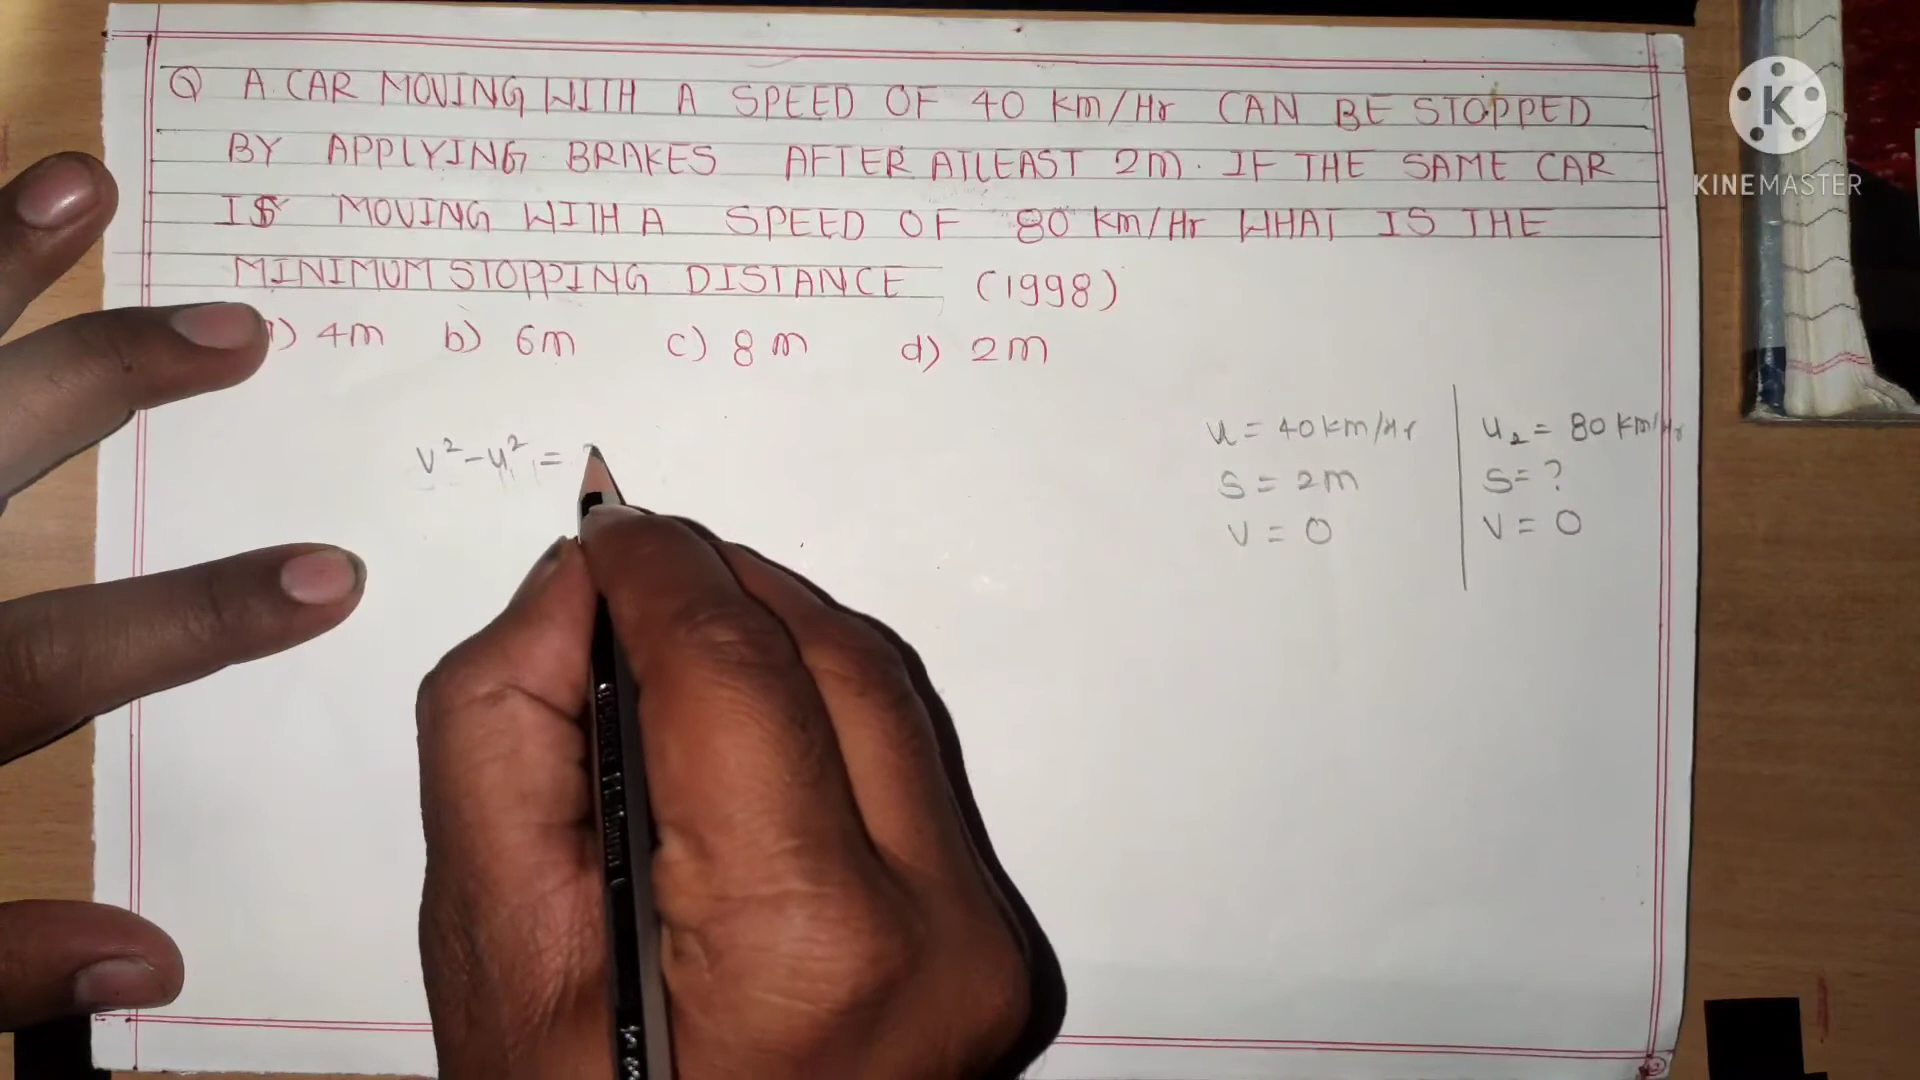 Q A CAR MOVING WITH A SPEED OF 40 Km/Hr CAN BE STOPPED
BY APPLYING BRAKES AFTER ATLEAST 2M. IF THE SAME CAR
IS MOVING WITH A SPEED OF 80 Km/Hr WHAT IS THE
MINIMUM STOPPING DISTANCE (1998)
) 4m b) 6m c) 8 m d) 2m
v² - u² =
u = 40 km/Hr
S = 2m
V = 0
u₂ = 80 km/Hr
S = ?
V = 0
K
KINEMASTER